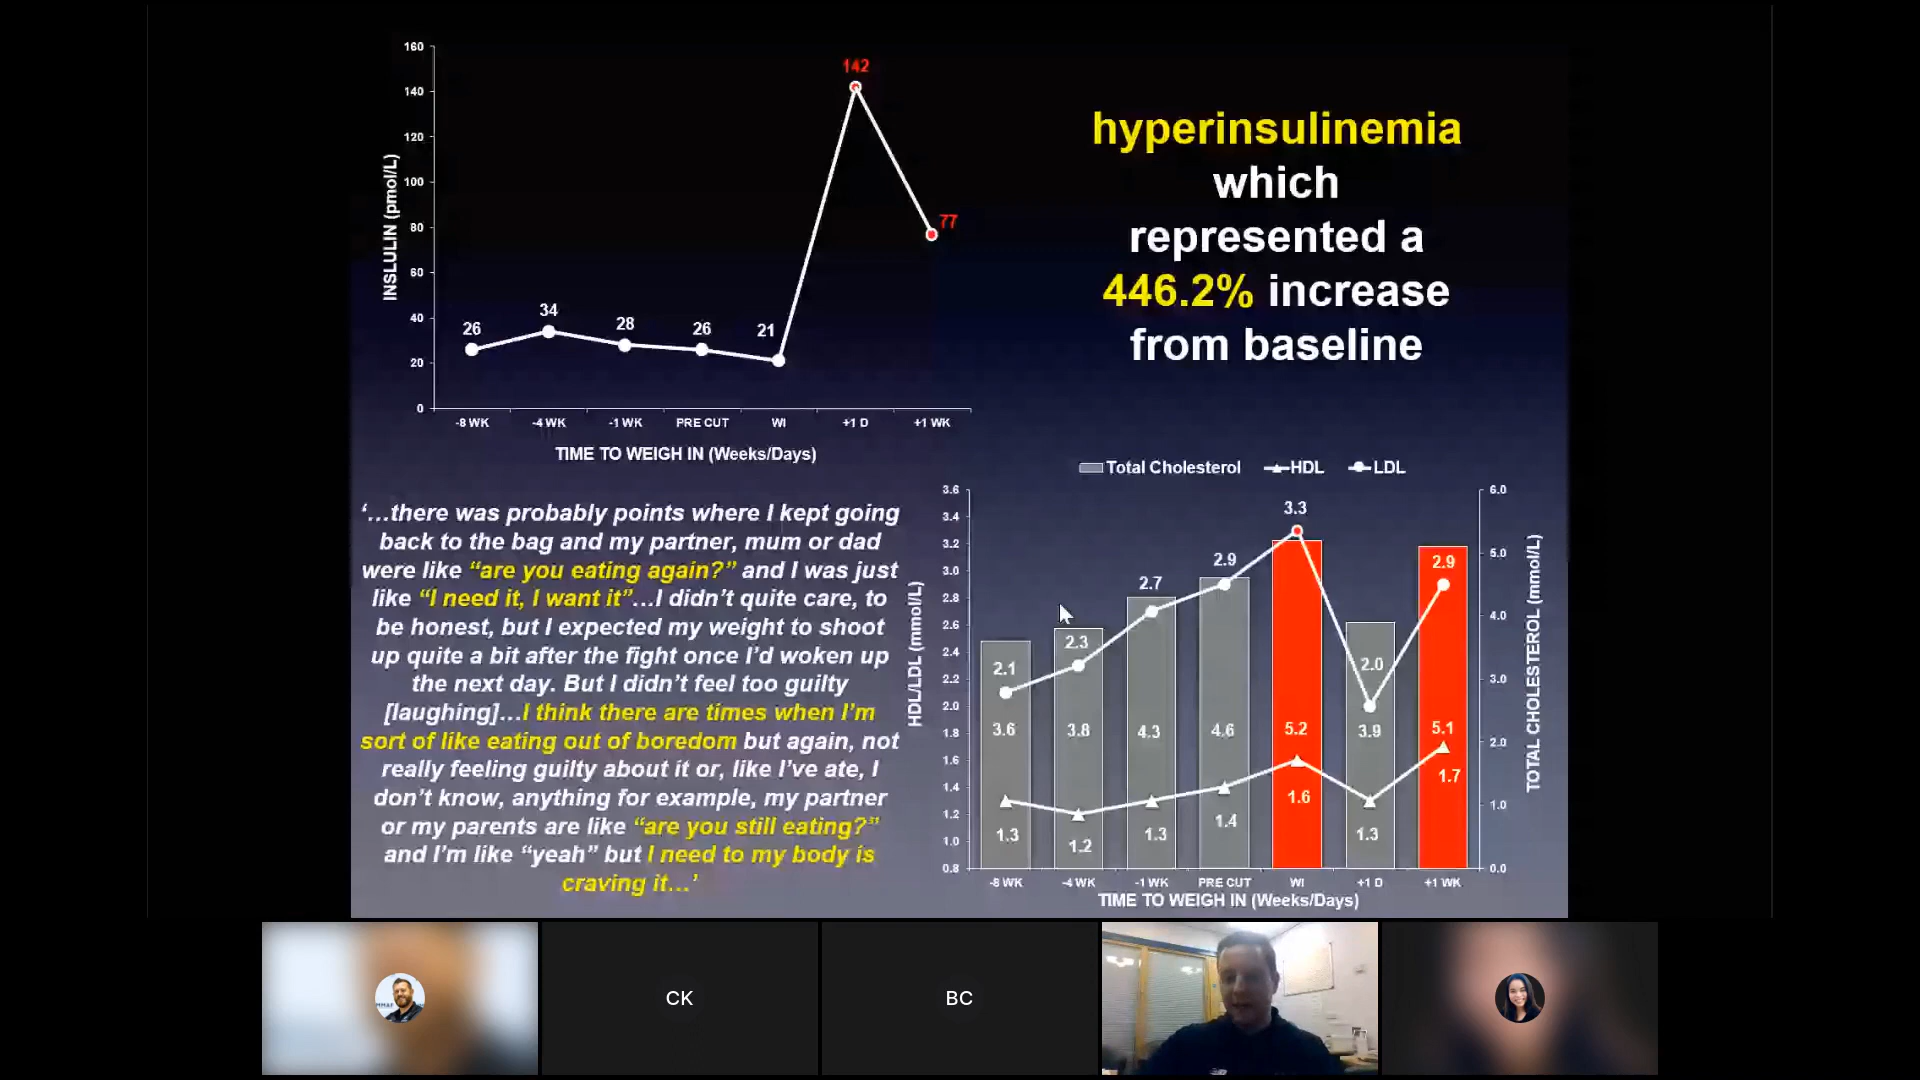 160
140
120
100
80
60
40
20
0
INSLULIN (pmol/L)
26
34
28
26
21
142
77
-8 WK
-4 WK
-1 WK
PRE CUT
WI
+1 D
+1 WK
TIME TO WEIGH IN (Weeks/Days)
hyperinsulinemia
which
represented a
446.2% increase
from baseline
‘…there was probably points where I kept going
back to the bag and my partner, mum or dad
were like “are you eating again?” and I was just
like “I need it, I want it”…I didn’t quite care, to
be honest, but I expected my weight to shoot
up quite a bit after the fight once I’d woken up
the next day. But I didn’t feel too guilty
[laughing]…I think there are times when I’m
sort of like eating out of boredom but again, not
really feeling guilty about it or, like I’ve ate, I
don’t know, anything for example, my partner
or my parents are like “are you still eating?”
and I’m like “yeah” but I need to my body is
craving it…’
Total Cholesterol HDL LDL
3.6
3.4
3.2
3.0
2.8
2.6
2.4
2.2
2.0
1.8
1.6
1.4
1.2
1.0
0.8
HDL/LDL (mmol/L)
2.1
2.3
2.7
2.9
3.3
2.0
2.9
3.6
3.8
4.3
4.6
5.2
3.9
5.1
1.3
1.2
1.3
1.4
1.6
1.3
1.7
6.0
5.0
4.0
3.0
2.0
1.0
0.0
TOTAL CHOLESTEROL (mmol/L)
-8 WK
-4 WK
-1 WK
PRE CUT
WI
+1 D
+1 WK
TIME TO WEIGH IN (Weeks/Days)
CK
BC